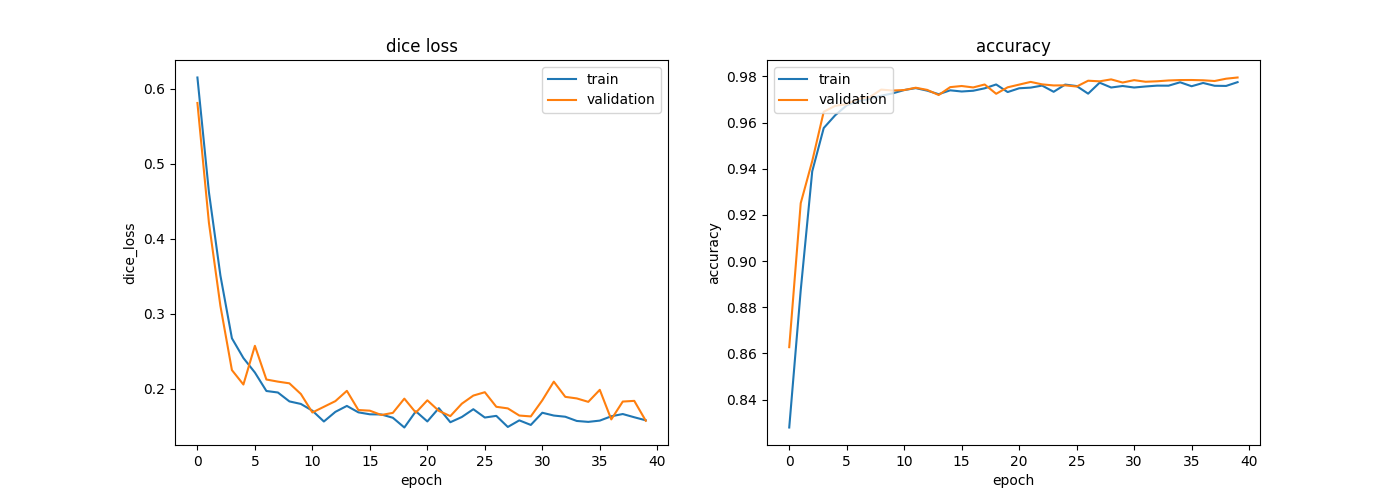 dice loss
train
validation
0.6
0.5
0.4
0.3
0.2
dice_loss
0 5 10 15 20 25 30 35 40
epoch
accuracy
train
validation
0.98
0.96
0.94
0.92
0.90
0.88
0.86
0.84
accuracy
0 5 10 15 20 25 30 35 40
epoch